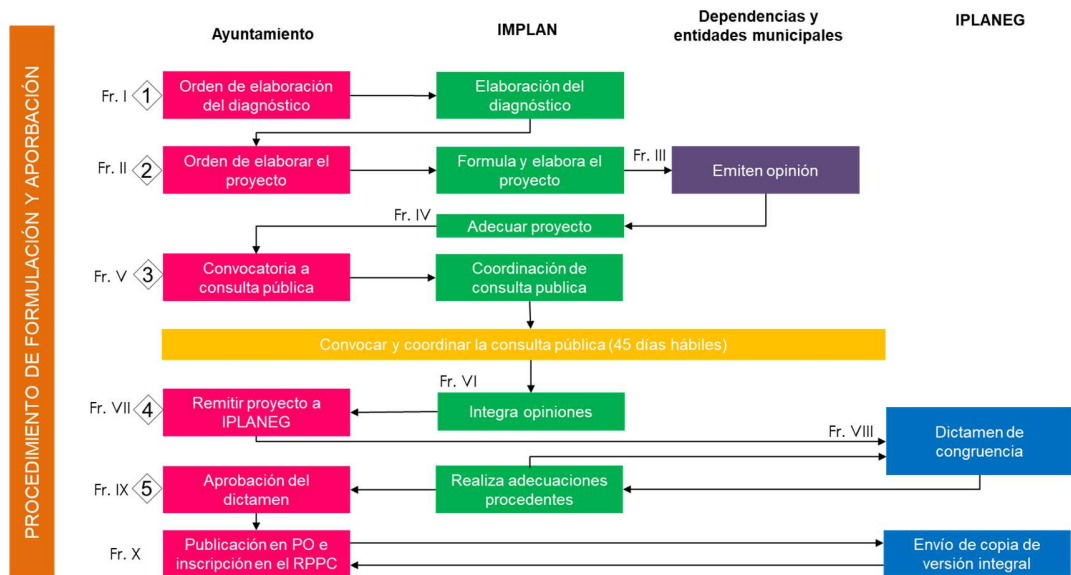 PROCEDIMIENTO DE FORMULACIÓN Y APORBACIÓN
Ayuntamiento
IMPLAN
Dependencias y
entidades municipales
IPLANEG
Fr. I
1
Orden de elaboración
del diagnóstico
Elaboración del
diagnóstico
Fr. II
2
Orden de elaborar el
proyecto
Formula y elabora el
proyecto
Fr. III
Emiten opinión
Fr. IV
Adecuar proyecto
Fr. V
3
Convocatoria a
consulta pública
Coordinación de
consulta publica
Convocar y coordinar la consulta pública (45 días hábiles)
Fr. VI
Fr. VII
4
Remitir proyecto a
IPLANEG
Integra opiniones
Fr. VIII
Dictamen de
congruencia
Fr. IX
5
Aprobación del
dictamen
Realiza adecuaciones
procedentes
Fr. X
Publicación en PO e
inscripción en el RPPC
Envío de copia de
versión integral